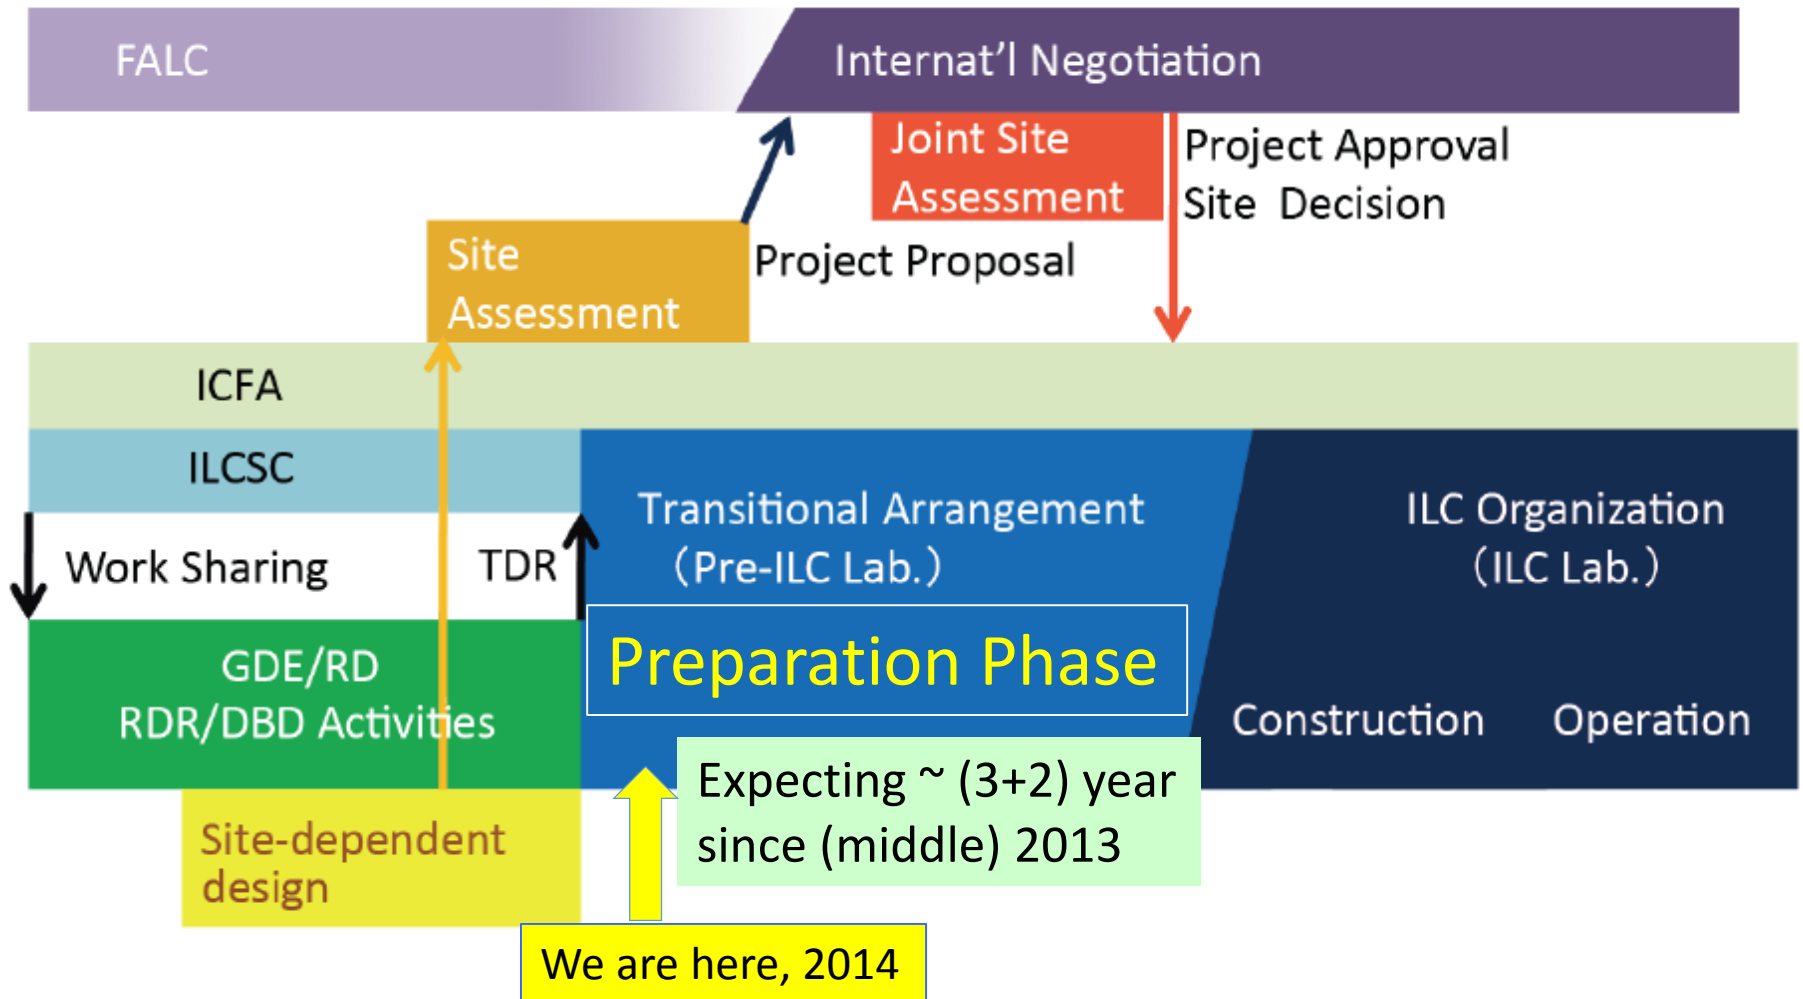 FALC
Internat'l Negotiation
Joint Site
Assessment
Project Approval
Site Decision
Site
Assessment
Project Proposal
ICFA
ILCSC
Work Sharing
TDR
Transitional Arrangement
（Pre-ILC Lab.）
ILC Organization
（ILC Lab.）
GDE/RD
RDR/DBD Activities
Preparation Phase
Construction
Operation
Expecting ~ (3+2) year
since (middle) 2013
Site-dependent
design
We are here, 2014